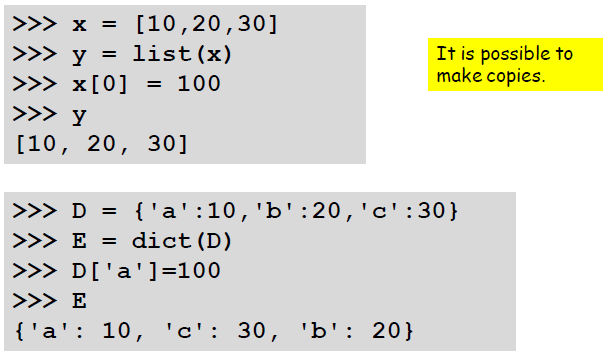 >>> x = [10,20,30]
>>> y = list(x)
>>> x[0] = 100
>>> y
[10, 20, 30]
It is possible to
make copies.
>>> D = {'a':10,'b':20,'c':30}
>>> E = dict(D)
>>> D['a']=100
>>> E
{'a': 10, 'c': 30, 'b': 20}